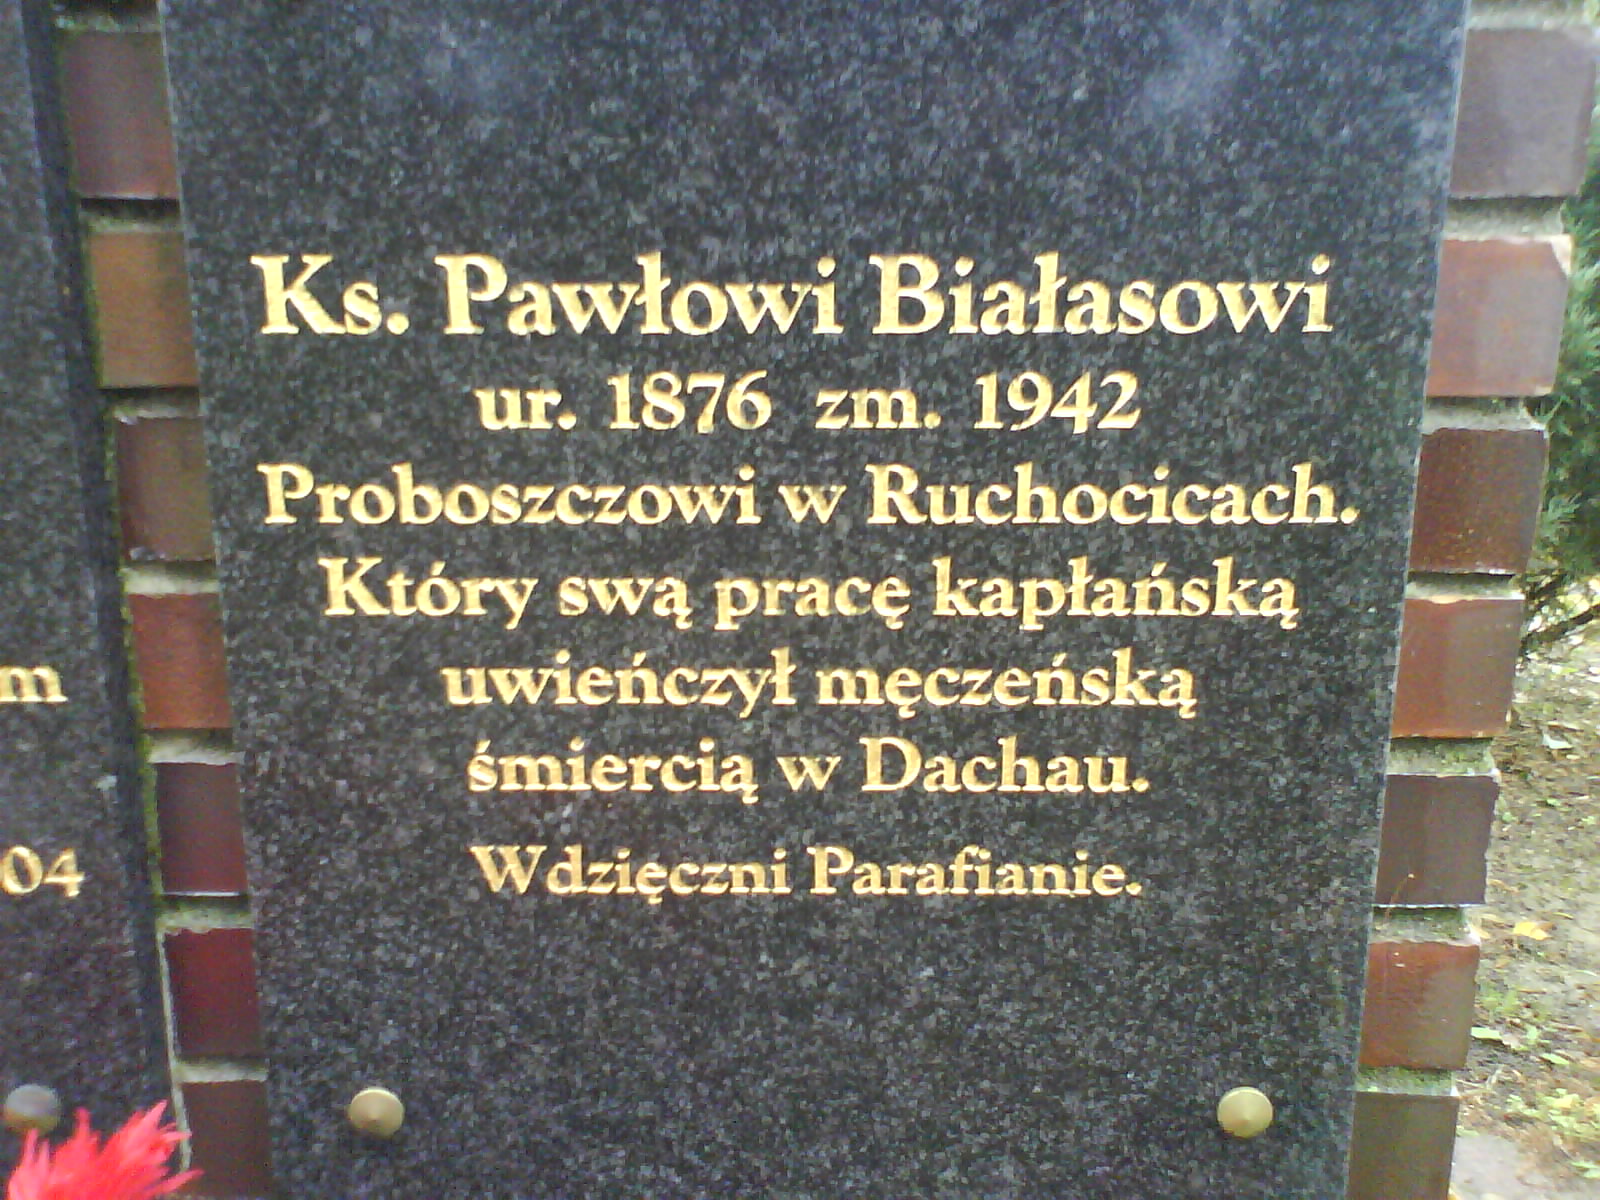 Ks. Pawłowi Białasowi
ur. 1876 zm. 1942
Proboszczowi w Ruchocicach.
Który swą pracę kapłańską
uwieńczył męczeńską
śmiercią w Dachau.
Wdzięczni Parafianie.
m
04